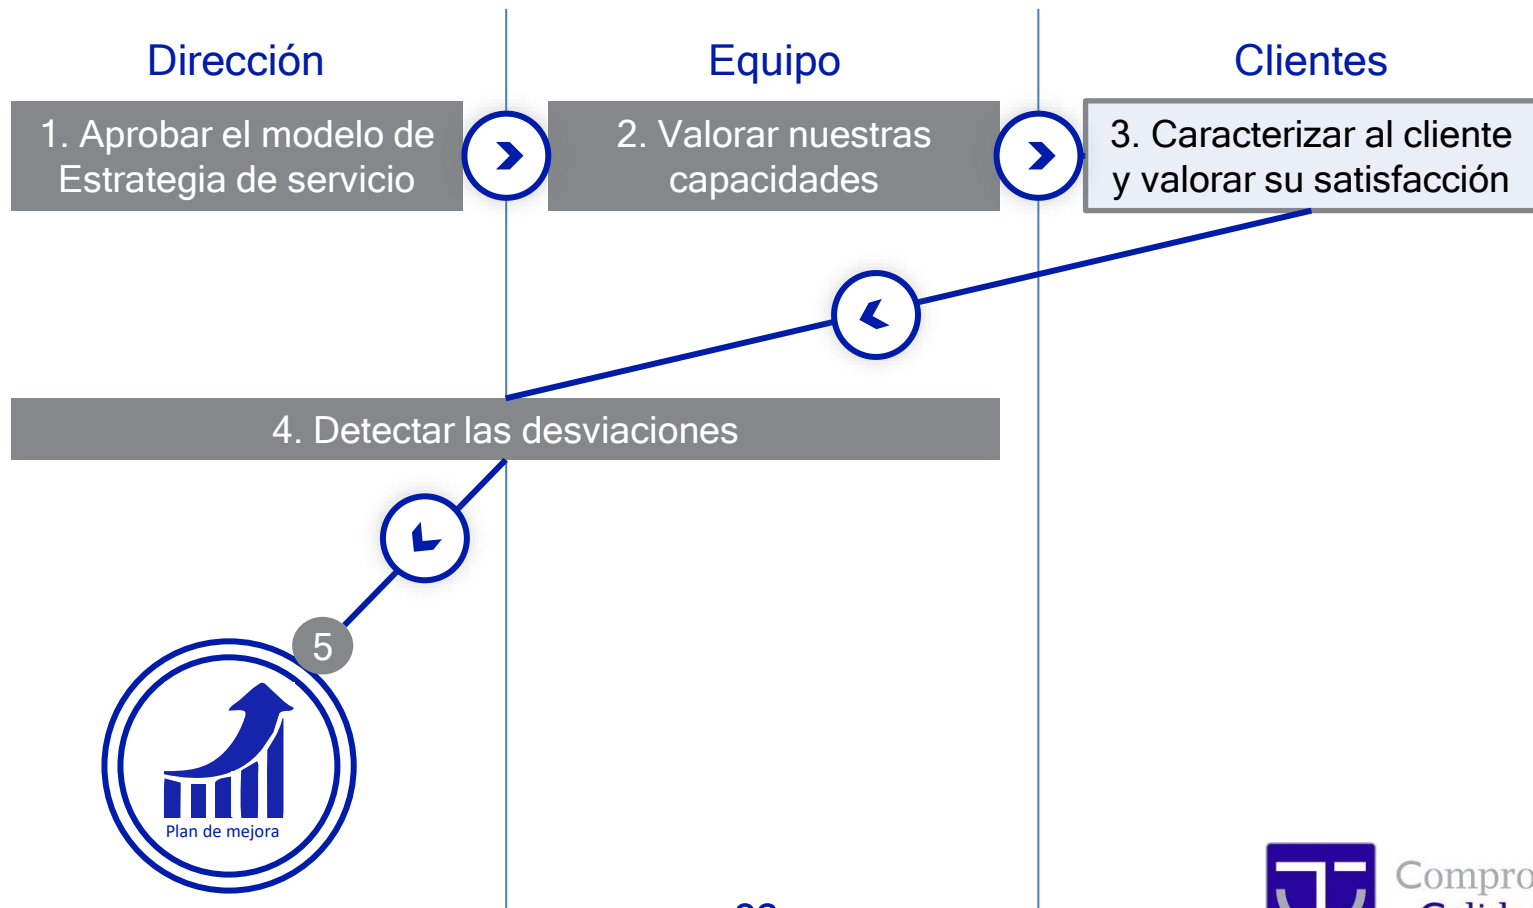 Dirección
Equipo
Clientes
1. Aprobar el modelo de
Estrategia de servicio
2. Valorar nuestras
capacidades
3. Caracterizar al cliente
y valorar su satisfacción
4. Detectar las desviaciones
5
Plan de mejora
Compro